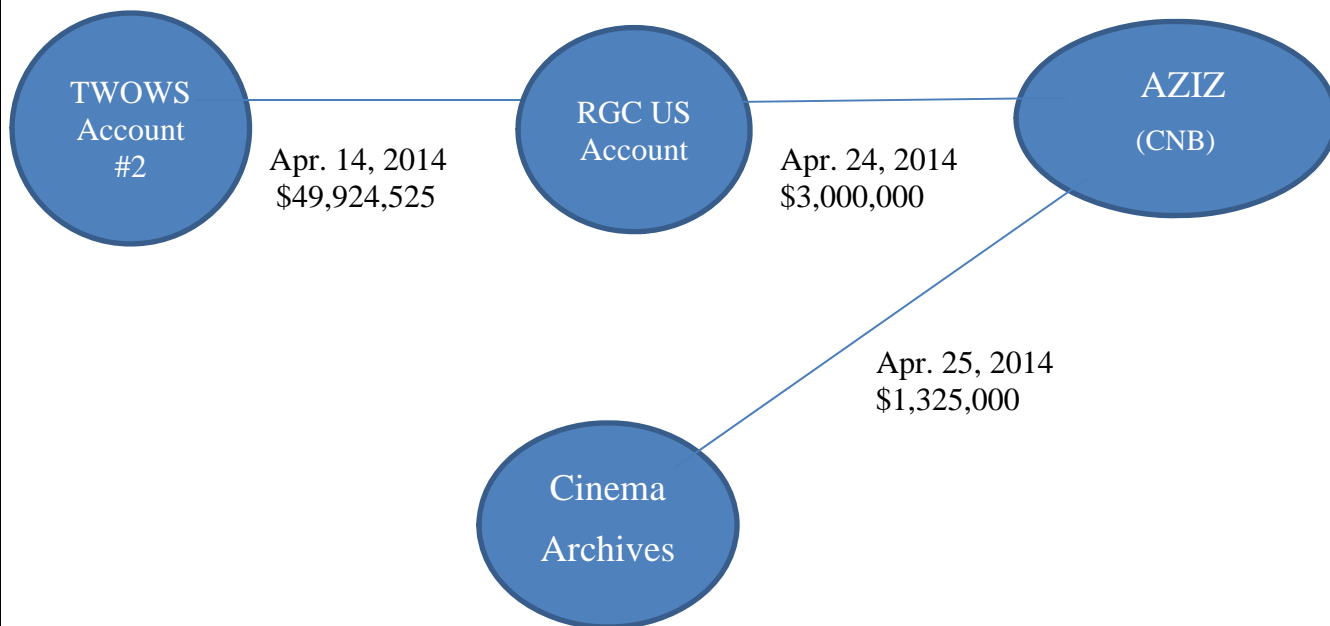 TWOWS
Account
#2
Apr. 14, 2014
$49,924,525
RGC US
Account
Apr. 24, 2014
$3,000,000
AZIZ
(CNB)
Apr. 25, 2014
$1,325,000
Cinema
Archives